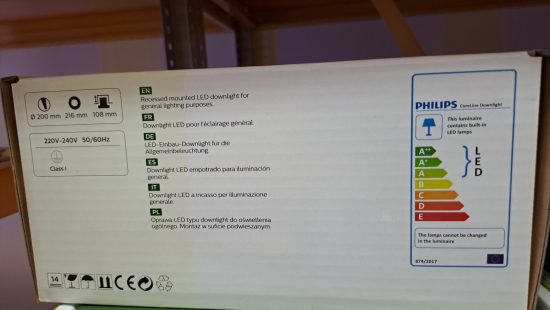 Ø 200 mm 216 mm 108 mm
220V-240V 50/60Hz
Class I
EN
Recessed mounted LED downlight for
general lighting purposes.
FR
Downlight LED pour l'éclairage général.
DE
LED-Einbau-Downlight für die
Allgemeinbeleuchtung.
ES
Downlight LED empotrado para iluminación
general.
IT
Downlight LED a incasso per illuminazione
generale.
PL
Oprawa LED typu downlight do oświetlenia
ogólnego. Montaż w suficie podwieszanym.
14
CE
PHILIPS CoreLine Downlight
This luminaire
contains built-in
LED lamps
A++
A+
A
B
C
D
E
L
E
D
The lamps cannot be changed
in the luminaire
874/2012